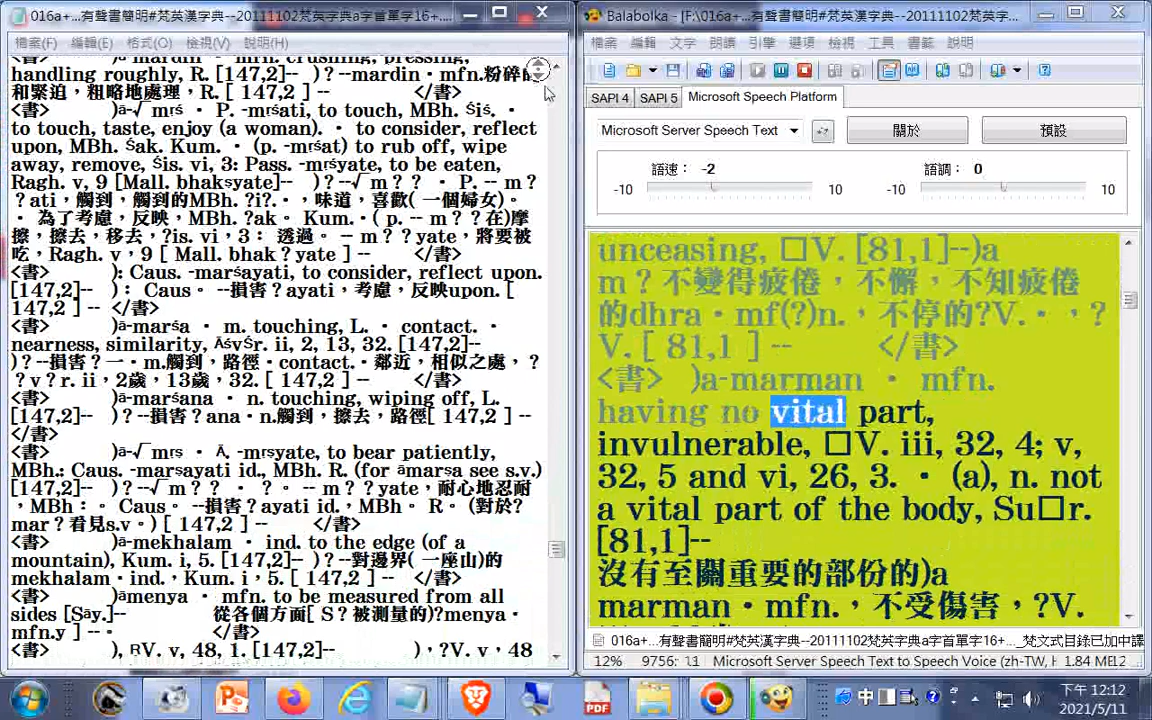 016a+...有聲書簡明#梵英漢字典--20111102梵英字典a字首單字16+...
檔案(F) 編輯(E) 格式(O) 檢視(V) 說明(H)
handling roughly, R. [147,2]-- )?--mardin・mfn.粉碎的
和緊迫，粗略地處理，R. [ 147,2 ] -- </書>
<書> )ā-√mṛś ・ P. -mṛśati, to touch, MBh. Śiś. ・
to touch, taste, enjoy (a woman). ・ to consider, reflect
upon, MBh. Śak. Kum. ・ (p. -mṛśat) to rub off, wipe
away, remove, Śis. vi, 3: Pass. -mṛśyate, to be eaten,
Ragh. v, 9 [Mall. bhakṣyate]-- )?--√m？？ ・ P. -- m？
？ati，觸到，觸到的MBh. ?i?.・，味道，喜歡( 一個婦女)。
・ 為了考慮，反映，MBh. ?ak。 Kum.・( p. -- m？？在)摩
擦，擦去，移去，?is. vi，3： 透過。 -- m？？yate，將要被
吃，Ragh. v，9 [ Mall. bhak？yate ] -- </書>
<書> ): Caus. -marśayati, to consider, reflect upon.
[147,2]-- )： Caus。 --損害？ayati，考慮，反映upon. [
147,2 ] -- </書>
<書> )ā-marśa ・ m. touching, L. ・ contact. ・
nearness, similarity, ĀśvŚr. ii, 2, 13, 32. [147,2]--
)？--損害？一・m.觸到，路徑・contact.・鄰近，相似之處，？
？v？r. ii，2歲，13歲，32. [ 147,2 ] -- </書>
<書> )ā-marśana ・ n. touching, wiping off, L.
[147,2]-- )？--損害？ana・n.觸到，擦去，路徑[ 147,2 ] --
</書>
<書> )ā-√mṛṣ ・ Ā. -mṛṣyate, to bear patiently,
MBh.: Caus. -marṣayati id., MBh. R. (for āmarṣa see s.v.)
[147,2]-- )？--√m？？ ・ ？。 -- m？？yate，耐心地忍耐
，MBh： 。 Caus。 --損害？ayati id.，MBh。 R。 (對於?
mar？看見s.v。) [ 147,2 ] -- </書>
<書> )ā-mekhalam ・ ind. to the edge (of a
mountain), Kum. i, 5. [147,2]-- )？--對邊界( 一座山)的
mekhalam・ind.，Kum. i，5. [ 147,2 ] -- </書>
<書> )āmenya ・ mfn. to be measured from all
sides [Sāy.]-- 從各個方面[ S？被測量的)?menya・
mfn.y ] --・ </書>
<書> ), ṚV. v, 48, 1. [147,2]-- )，?V. v，48
Balabolka - [F:\016a+...有聲書簡明#梵英漢字典--20111102梵英字典...
檔案 編輯 文字 朗讀 引擎 選項 檢視 工具 書籤 說明
SAPI 4 SAPI 5 Microsoft Speech Platform
Microsoft Server Speech Text 關於 預設
語速： -2 語調： 0
-10 10 -10 10
unceasing, □V. [81,1]--)a
m？不變得疲倦，不懈，不知疲倦
的dhra・mf(?)n.，不停的?V.・，?
V. [ 81,1 ] -- </書>
<書> )a-marman ・ mfn.
having no vital part,
invulnerable, □V. iii, 32, 4; v,
32, 5 and vi, 26, 3. ・ (a), n. not
a vital part of the body, Su□r.
[81,1]--
沒有至關重要的部份的)a
marman・mfn.，不受傷害，?V.
016a+...有聲書簡明#梵英漢字典--20111102梵英字典a字首單字16+..._梵文式目錄已加中譯
12% 9756: 11 Microsoft Server Speech Text to Speech Voice (zh-TW, H 1.84 МЕ12
中
下午 12:12
2021/5/11